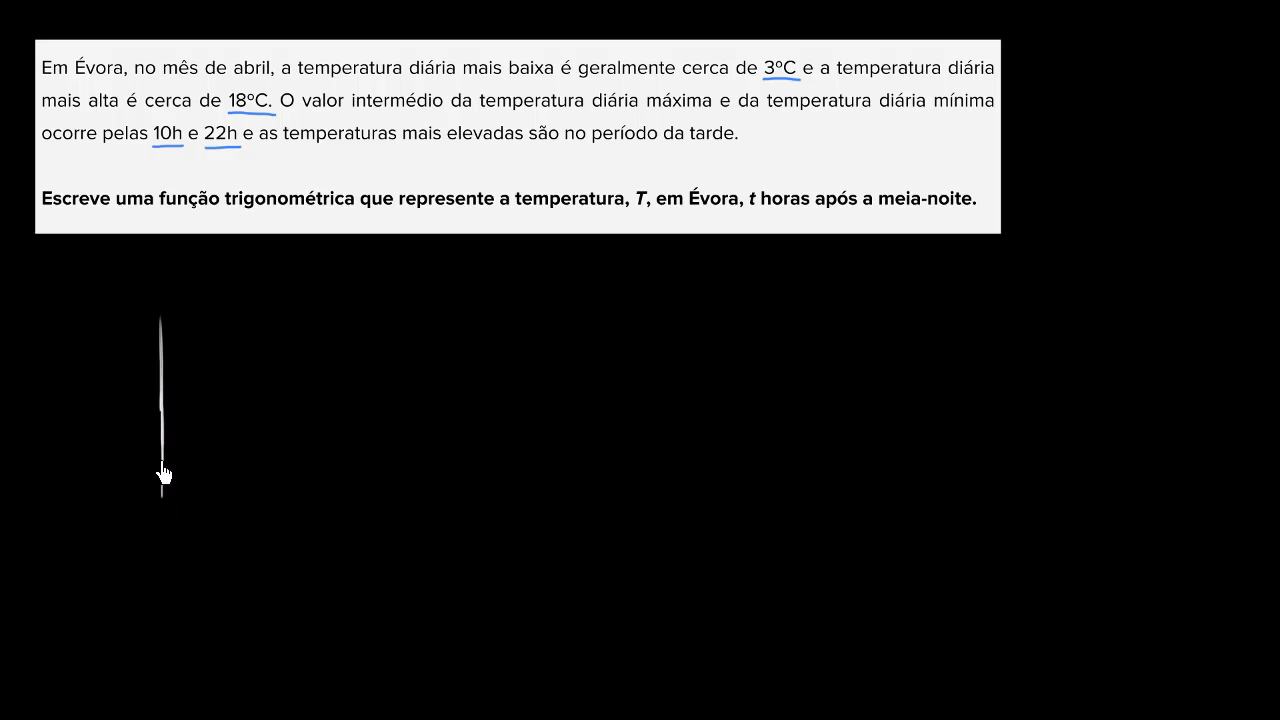 Em Évora, no mês de abril, a temperatura diária mais baixa é geralmente cerca de 3ºC e a temperatura diária
mais alta é cerca de 18ºC. O valor intermédio da temperatura diária máxima e da temperatura diária mínima
ocorre pelas 10h e 22h e as temperaturas mais elevadas são no período da tarde.
Escreve uma função trigonométrica que represente a temperatura, T, em Évora, t horas após a meia-noite.